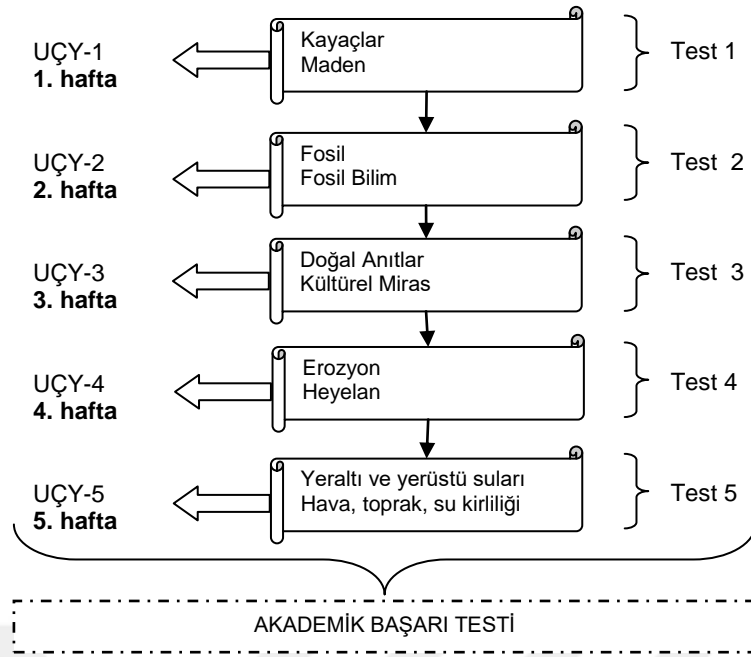 UÇY-1
1. hafta
Kayaçlar
Maden
Test 1
UÇY-2
2. hafta
Fosil
Fosil Bilim
Test 2
UÇY-3
3. hafta
Doğal Anıtlar
Kültürel Miras
Test 3
UÇY-4
4. hafta
Erozyon
Heyelan
Test 4
UÇY-5
5. hafta
Yeraltı ve yerüstü suları
Hava, toprak, su kirliliği
Test 5
AKADEMİK BAŞARI TESTİ